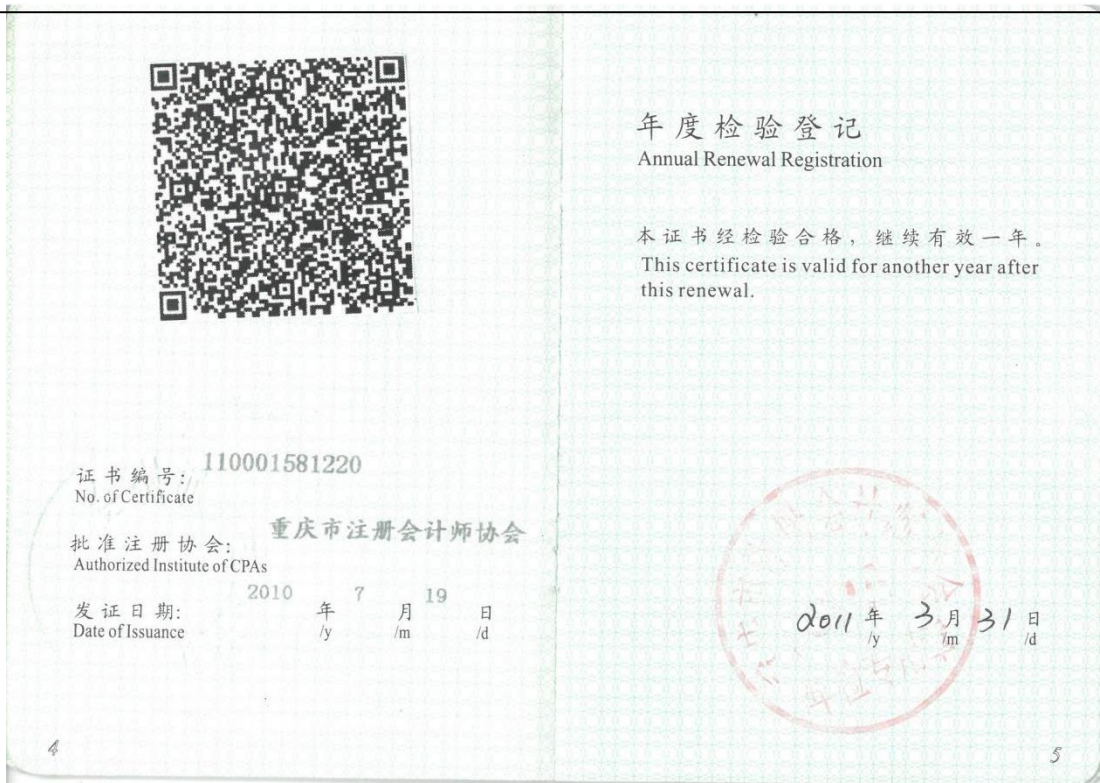 证书编号: 110001581220
No. of Certificate
批准注册协会: 重庆市注册会计师协会
Authorized Institute of CPAs
发证日期: 2010 年 7 月 19 日
Date of Issuance /y /m /d
4
年度检验登记
Annual Renewal Registration
本证书经检验合格，继续有效一年。
This certificate is valid for another year after
this renewal.
2011 年 3 月 31 日
/y /m /d
5